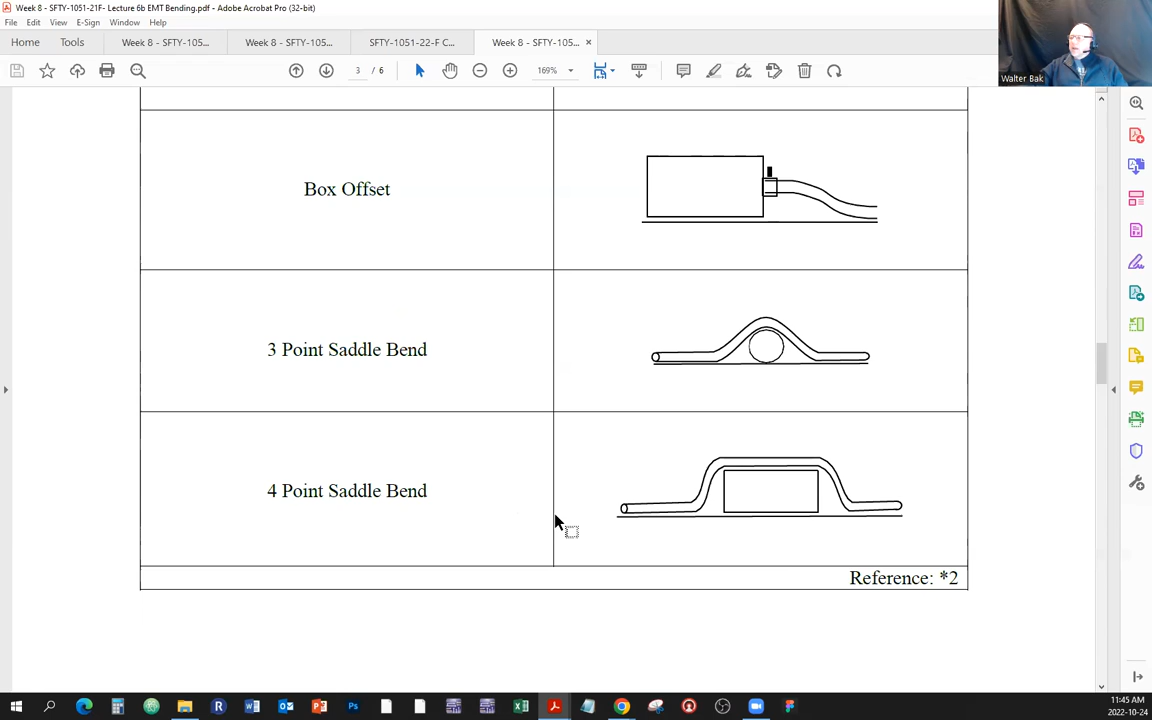 Week 8 - SFTY-1051-21F- Lecture 6b EMT Bending.pdf - Adobe Acrobat Pro (32-bit)
File Edit View E-Sign Window Help
Home Tools Week 8 - SFTY-105... Week 8 - SFTY-105... SFTY-1051-22-F C... Week 8 - SFTY-105... ×
3 / 6 169%
Walter Bak
Box Offset
3 Point Saddle Bend
4 Point Saddle Bend
Reference: *2
11:45 AM
2022-10-24